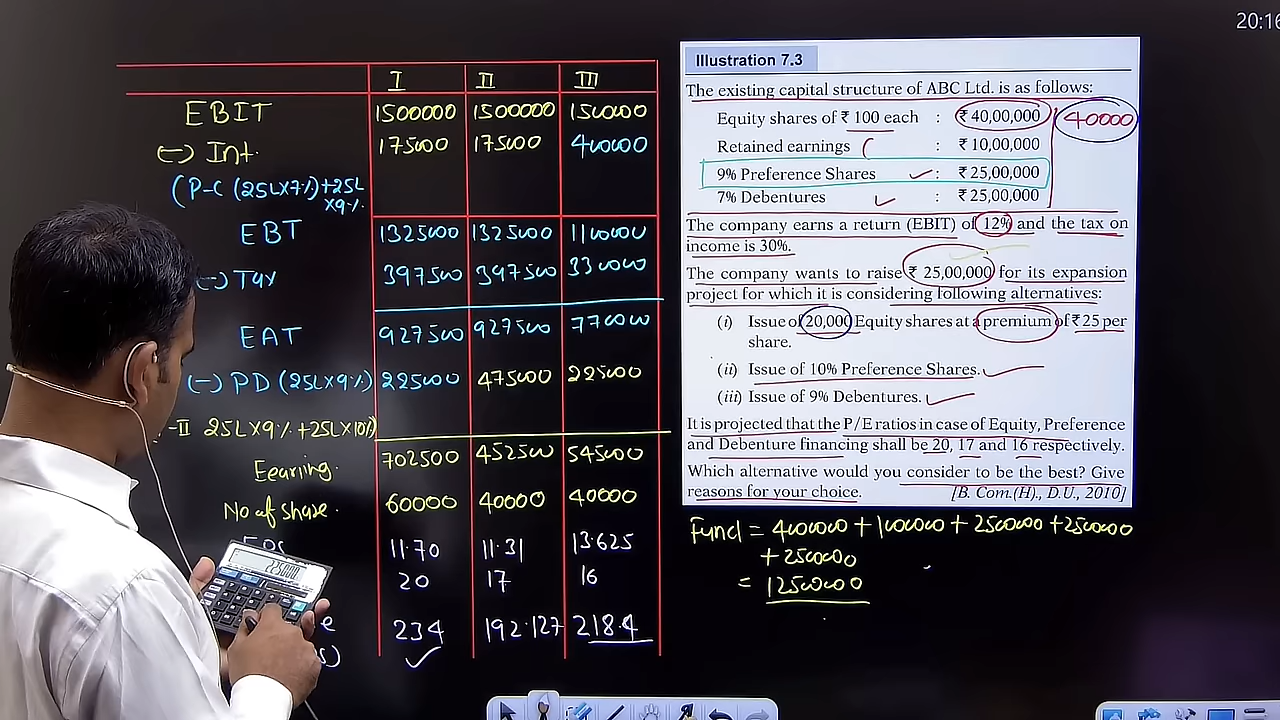 20:16
I II III
EBIT 1500000 1500000 1500000
(-) Int. 175000 175000 400000
(P-C (25L×7%)+25L
×9%
EBT 1325000 1325000 1100000
(-) Tax 397500 397500 330000
EAT 927500 927500 770000
(-) PD (25L×9%) 225000 475000 225000
-II 25L×9%+25L×10%)
Eearning. 702500 452500 545000
No of share. 60000 40000 40000
EPS 11.70 11.31 13.625
20 17 16
e 234 192.127 218.4
Illustration 7.3
The existing capital structure of ABC Ltd. is as follows:
Equity shares of ₹ 100 each : ₹ 40,00,000 40000
Retained earnings : ₹ 10,00,000
9% Preference Shares : ₹ 25,00,000
7% Debentures : ₹ 25,00,000
The company earns a return (EBIT) of 12% and the tax on
income is 30%.
The company wants to raise ₹ 25,00,000 for its expansion
project for which it is considering following alternatives:
(i) Issue of 20,000 Equity shares at a premium of ₹ 25 per
share.
(ii) Issue of 10% Preference Shares.
(iii) Issue of 9% Debentures.
It is projected that the P/E ratios in case of Equity, Preference
and Debenture financing shall be 20, 17 and 16 respectively.
Which alternative would you consider to be the best? Give
reasons for your choice. [B. Com.(H)., D.U., 2010]
Fund = 4000000 + 1000000 + 2500000 + 2500000
+ 2500000
= 12500000